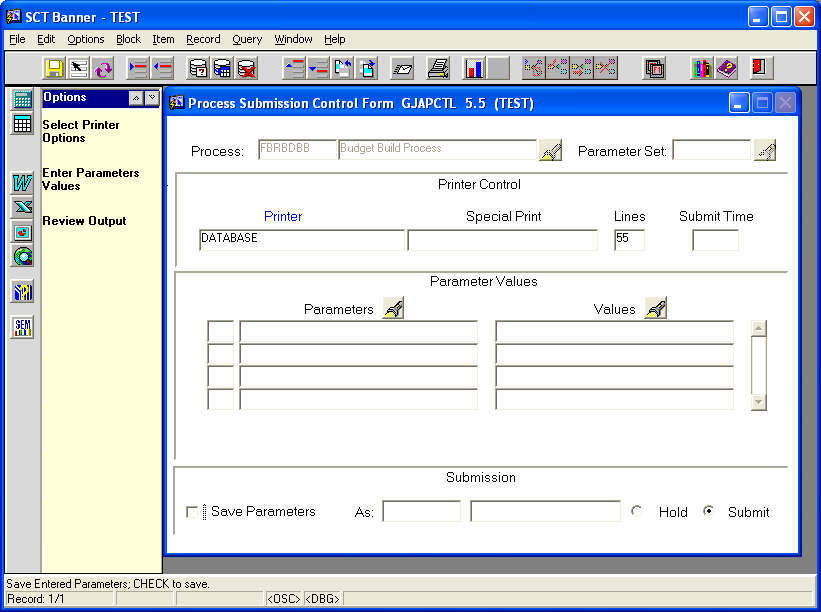 SCT Banner - TEST
File Edit Options Block Item Record Query Window Help
Options
Select Printer
Options
Enter Parameters
Values
Review Output
SEM
Process Submission Control Form GJAPCTL 5.5 (TEST)
Process: FBRBDBB Budget Build Process Parameter Set:
Printer Control
Printer Special Print Lines Submit Time
DATABASE 55
Parameter Values
Parameters Values
Submission
Save Parameters As: Hold Submit
Save Entered Parameters; CHECK to save.
Record: 1/1 <OSC> <DBG>